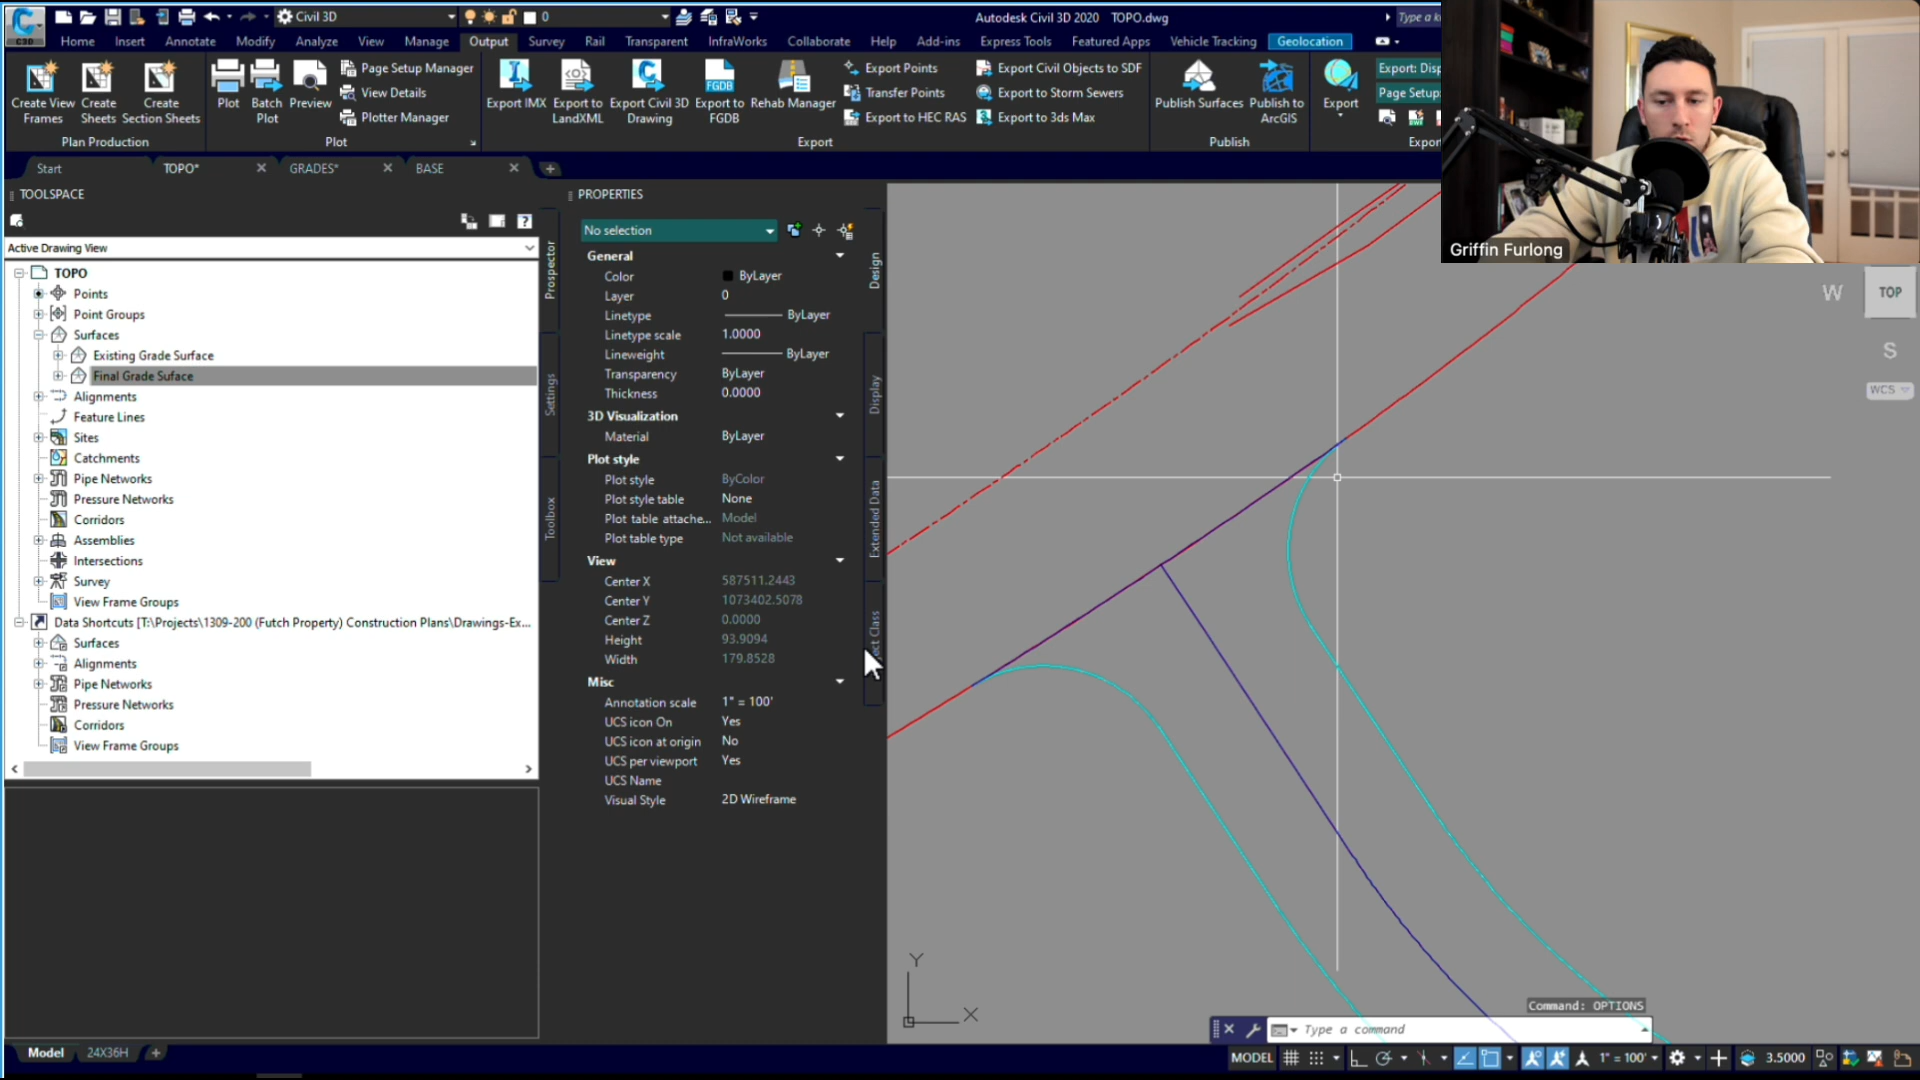 Civil 3D
0
Autodesk Civil 3D 2020 TOPO.dwg
Type a k
C3D
Home Insert Annotate Modify Analyze View Manage Output Survey Rail Transparent InfraWorks Collaborate Help Add-ins Express Tools Featured Apps Vehicle Tracking Geolocation
Create View Frames
Create Sheets
Create Section Sheets
Plan Production
Plot
Batch Plot
Preview
Page Setup Manager
View Details
Plotter Manager
Plot
Export IMX
Export to LandXML
Export Civil 3D Drawing
FGDB
Export to FGDB
Rehab Manager
Export Points
Transfer Points
Export to HEC RAS
Export Civil Objects to SDF
Export to Storm Sewers
Export to 3ds Max
Export
Publish Surfaces
Publish to ArcGIS
Publish
Export
Export: Disp
Page Setup
Export
Griffin Furlong
Start TOPO* GRADES* BASE
TOOLSPACE
Active Drawing View
TOPO
Points
Point Groups
Surfaces
Existing Grade Surface
Final Grade Suface
Alignments
Feature Lines
Sites
Catchments
Pipe Networks
Pressure Networks
Corridors
Assemblies
Intersections
Survey
View Frame Groups
Data Shortcuts [T:\Projects\1309-200 (Futch Property) Construction Plans\Drawings-Ex...
Surfaces
Alignments
Pipe Networks
Pressure Networks
Corridors
View Frame Groups
Prospector
Settings
Toolbox
PROPERTIES
No selection
General
Color ByLayer
Layer 0
Linetype ByLayer
Linetype scale 1.0000
Lineweight ByLayer
Transparency ByLayer
Thickness 0.0000
3D Visualization
Material ByLayer
Plot style
Plot style ByColor
Plot style table None
Plot table attache... Model
Plot table type Not available
View
Center X 587511.2443
Center Y 1073402.5078
Center Z 0.0000
Height 93.9094
Width 179.8528
Misc
Annotation scale 1" = 100'
UCS icon On Yes
UCS icon at origin No
UCS per viewport Yes
UCS Name
Visual Style 2D Wireframe
Design
Display
Extended Data
ect Class
W
TOP
S
WCS
Y
X
Command: OPTIONS
Type a command
Model 24X36H
MODEL 1" = 100' 3.5000